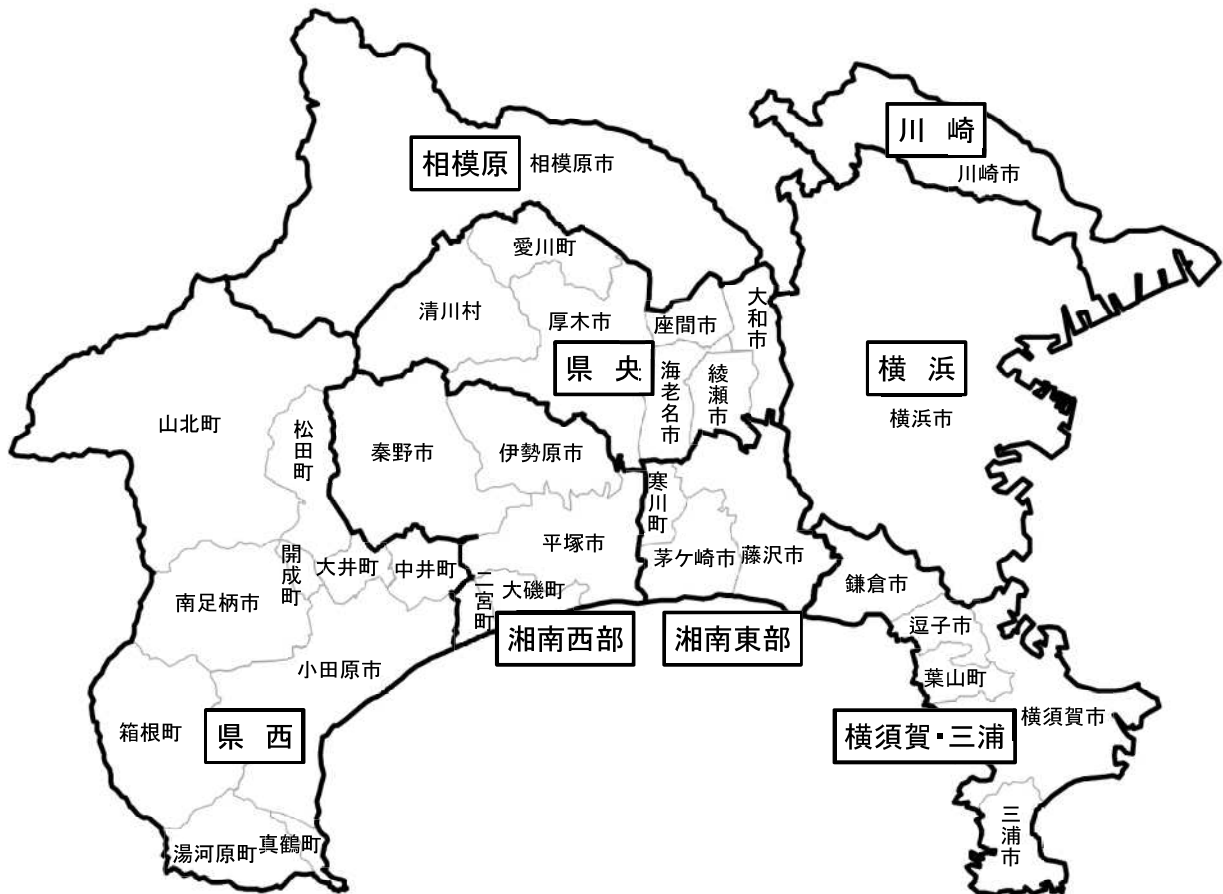 川 崎
川崎市
相模原
相模原市
愛川町
清川村
厚木市
座間市
大和市
県 央
海老名市
綾瀬市
横 浜
横浜市
山北町
松田町
秦野市
伊勢原市
寒川町
平塚市
茅ケ崎市
藤沢市
開成町
大井町
中井町
南足柄市
二宮町
大磯町
鎌倉市
湘南西部
湘南東部
逗子市
葉山町
小田原市
箱根町
県 西
横須賀・三浦
横須賀市
三浦市
湯河原町
真鶴町